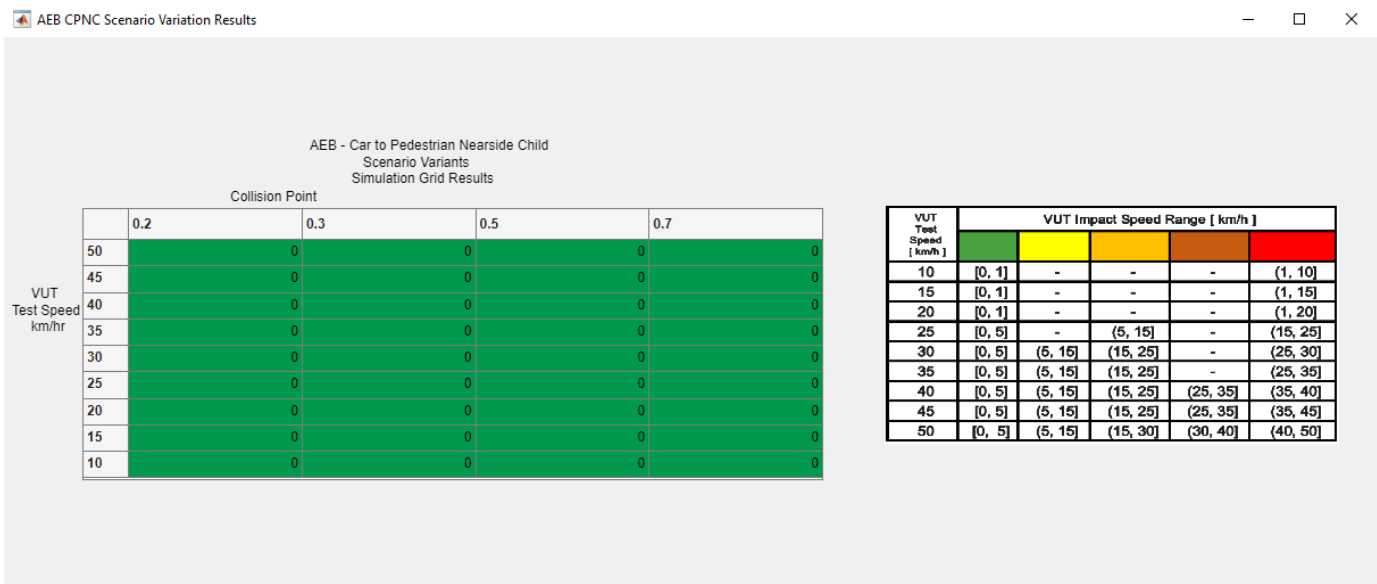 AEB CPNC Scenario Variation Results
AEB - Car to Pedestrian Nearside Child
Scenario Variants
Simulation Grid Results
Collision Point
0.2 0.3 0.5 0.7
VUT
Test Speed
km/hr
50 0 0 0 0
45 0 0 0 0
40 0 0 0 0
35 0 0 0 0
30 0 0 0 0
25 0 0 0 0
20 0 0 0 0
15 0 0 0 0
10 0 0 0 0
VUT
Test
Speed
[ km/h ]
VUT Impact Speed Range [ km/h ]
10 [0, 1] - - - (1, 10]
15 [0, 1] - - - (1, 15]
20 [0, 1] - - - (1, 20]
25 [0, 5] - (5, 15] - (15, 25]
30 [0, 5] (5, 15] (15, 25] - (25, 30]
35 [0, 5] (5, 15] (15, 25] - (25, 35]
40 [0, 5] (5, 15] (15, 25] (25, 35] (35, 40]
45 [0, 5] (5, 15] (15, 25] (25, 35] (35, 45]
50 [0, 5] (5, 15] (15, 30] (30, 40] (40, 50]